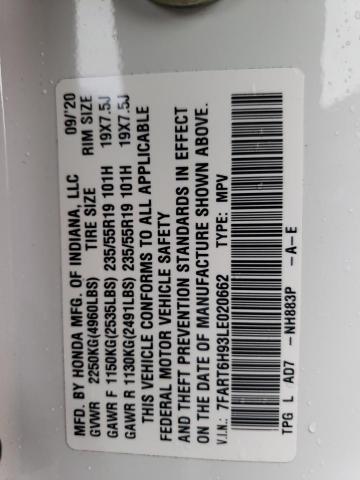 MFD. BY HONDA MFG. OF INDIANA, LLC 09/'20
GVWR 2250KG(4960LBS) TIRE SIZE RIM SIZE
GAWR F 1150KG(2535LBS) 235/55R19 101H 19X7.5J
GAWR R 1130KG(2491LBS) 235/55R19 101H 19X7.5J
THIS VEHICLE CONFORMS TO ALL APPLICABLE
FEDERAL MOTOR VEHICLE SAFETY
AND THEFT PREVENTION STANDARDS IN EFFECT
ON THE DATE OF MANUFACTURE SHOWN ABOVE.
V.I.N.: 7FART6H93LE020662 TYPE: MPV
TPG L AD7 -NH883P -A-E